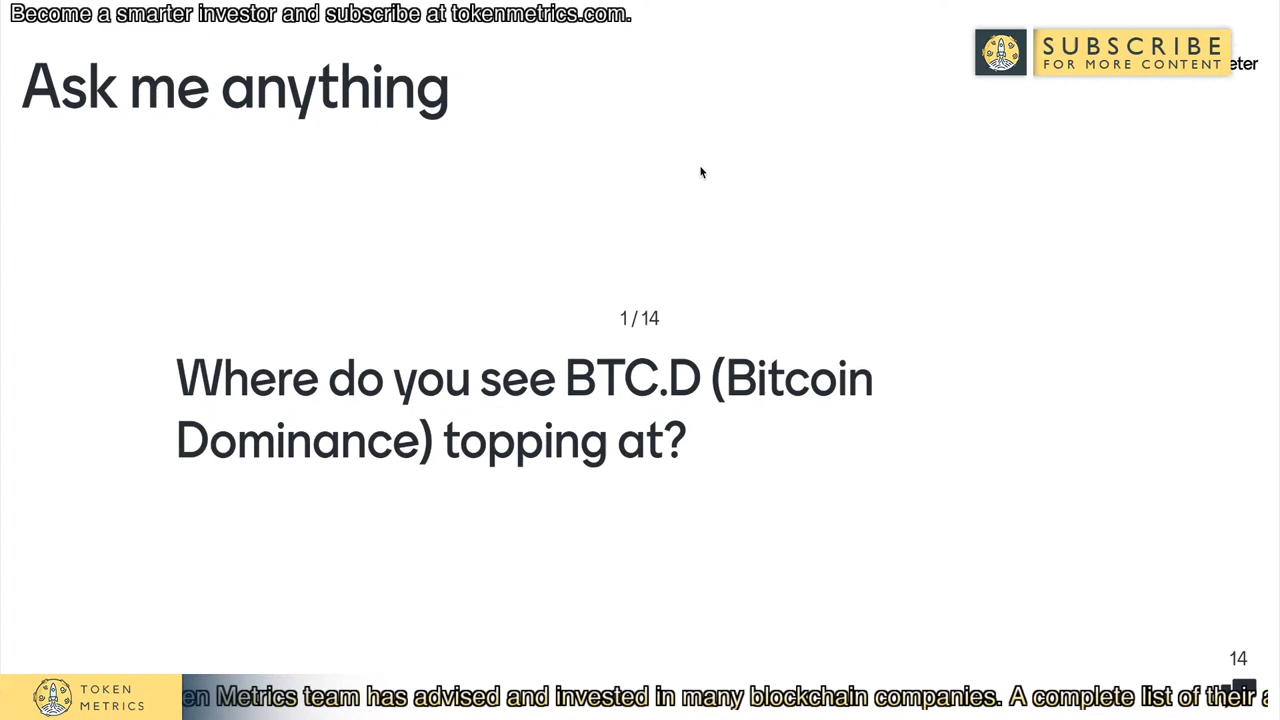 Become a smarter investor and subscribe at tokenmetrics.com.
SUBSCRIBE
FOR MORE CONTENT
eter
Ask me anything
1 / 14
Where do you see BTC.D (Bitcoin
Dominance) topping at?
14
TOKEN
METRICS
en Metrics team has advised and invested in many blockchain companies. A complete list of their a